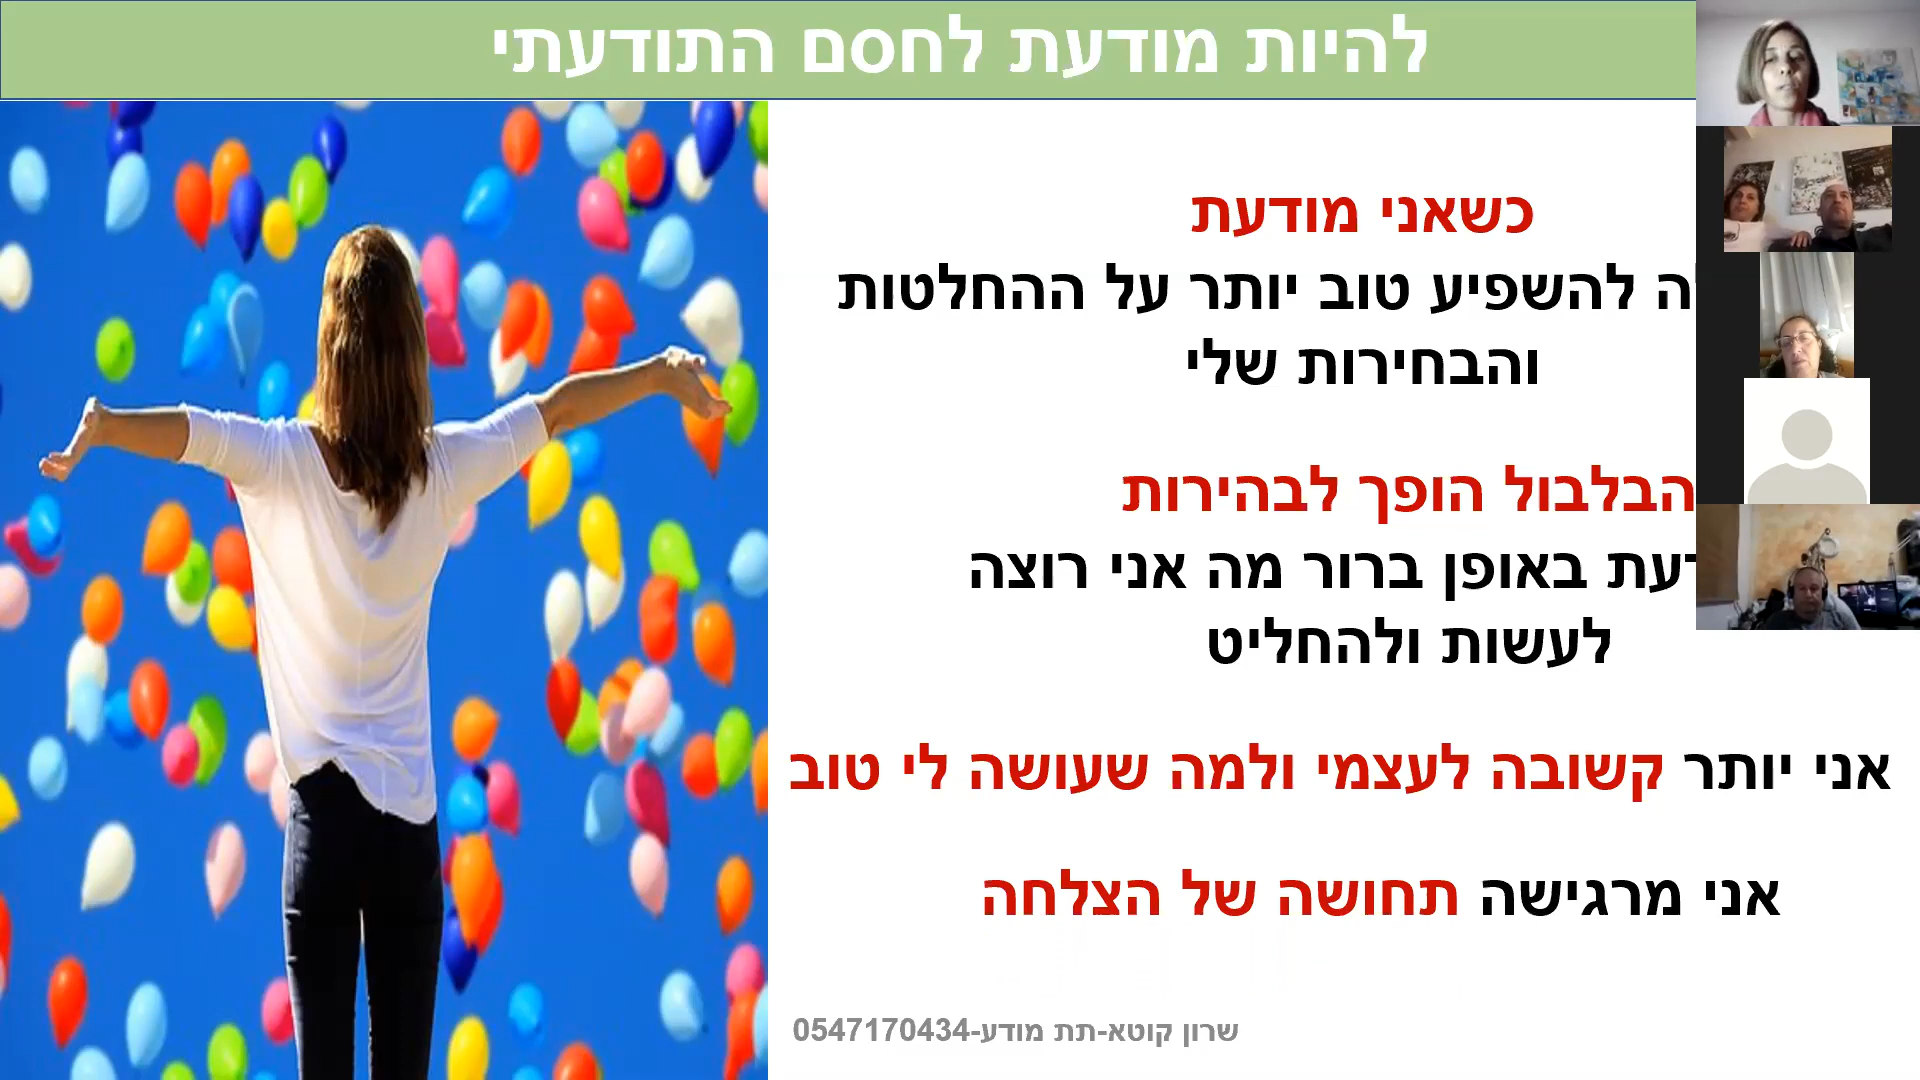 להיות מודעת לחסם התודעתי
כשאני מודעת
להשפיע טוב יותר על ההחלטות
והבחירות שלי
הבלבול הופך לבהירות
באופן ברור מה אני רוצה
לעשות ולהחליט
אני יותר קשובה לעצמי ולמה שעושה לי טוב
אני מרגישה תחושה של הצלחה
שרון קוטא-תת מודע-0547170434